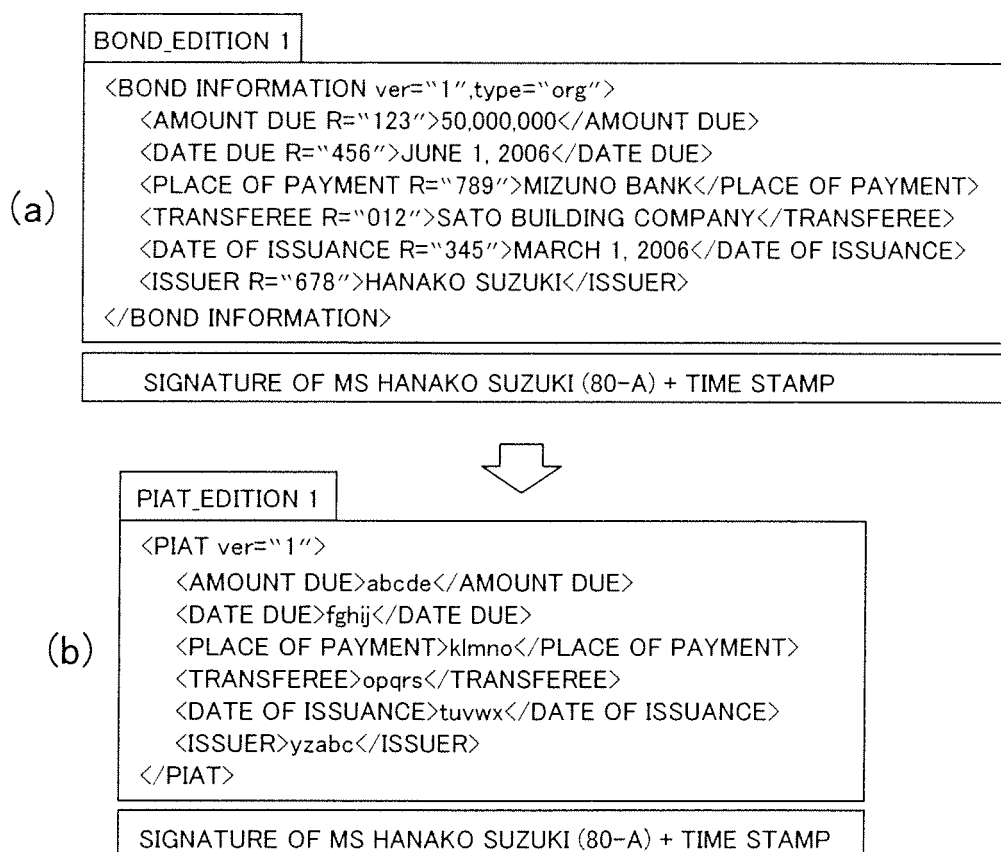 BOND_EDITION 1
(a)
<BOND INFORMATION ver="1",type="org">
<AMOUNT DUE R="123">50,000,000</AMOUNT DUE>
<DATE DUE R="456">JUNE 1, 2006</DATE DUE>
<PLACE OF PAYMENT R="789">MIZUNO BANK</PLACE OF PAYMENT>
<TRANSFEREE R="012">SATO BUILDING COMPANY</TRANSFEREE>
<DATE OF ISSUANCE R="345">MARCH 1, 2006</DATE OF ISSUANCE>
<ISSUER R="678">HANAKO SUZUKI</ISSUER>
</BOND INFORMATION>
SIGNATURE OF MS HANAKO SUZUKI (80-A) + TIME STAMP
PIAT_EDITION 1
(b)
<PIAT ver="1">
<AMOUNT DUE>abcde</AMOUNT DUE>
<DATE DUE>fghij</DATE DUE>
<PLACE OF PAYMENT>klmno</PLACE OF PAYMENT>
<TRANSFEREE>opqrs</TRANSFEREE>
<DATE OF ISSUANCE>tuvwx</DATE OF ISSUANCE>
<ISSUER>yzabc</ISSUER>
</PIAT>
SIGNATURE OF MS HANAKO SUZUKI (80-A) + TIME STAMP